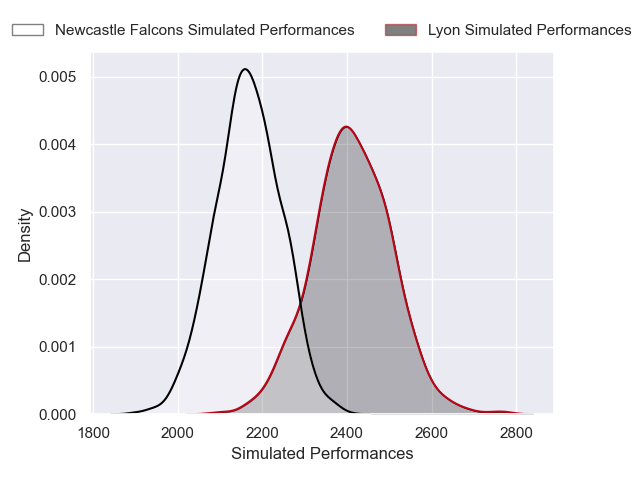 Newcastle Falcons Simulated Performances
Lyon Simulated Performances
0.005
0.004
0.003
0.002
0.001
0.000
Density
1800 2000 2200 2400 2600 2800
Simulated Performances